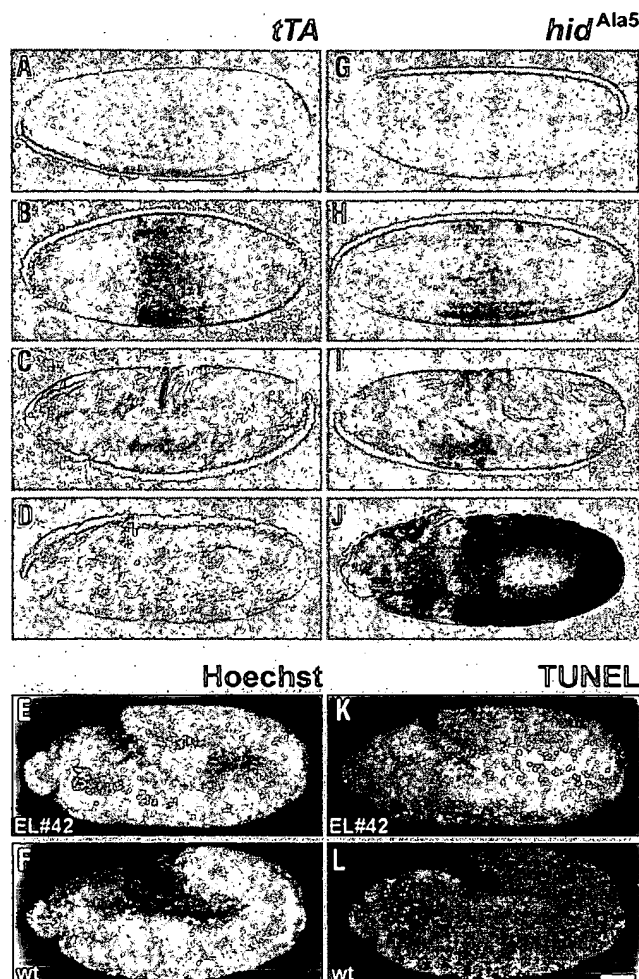 tTA hid^Ala5
A G
B H
C I
D J
Hoechst TUNEL
E K
EL#42 EL#42
F L
wt wt